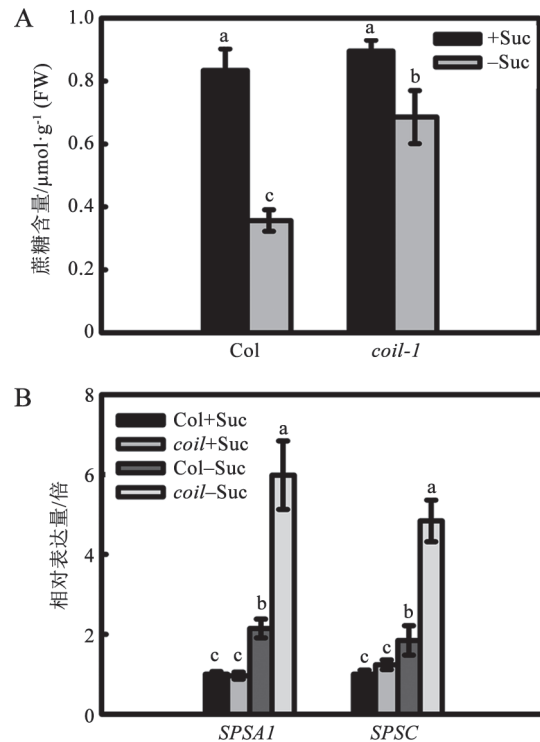 A
蔗糖含量/μmol·g⁻¹ (FW)
1.0
0.8
0.6
0.4
0.2
0
a
c
a
b
+Suc
–Suc
Col
coil-1
B
相对表达量/倍
8
6
4
2
0
Col+Suc
coil+Suc
Col–Suc
coil–Suc
c
c
b
a
c
c
b
a
SPSA1
SPSC